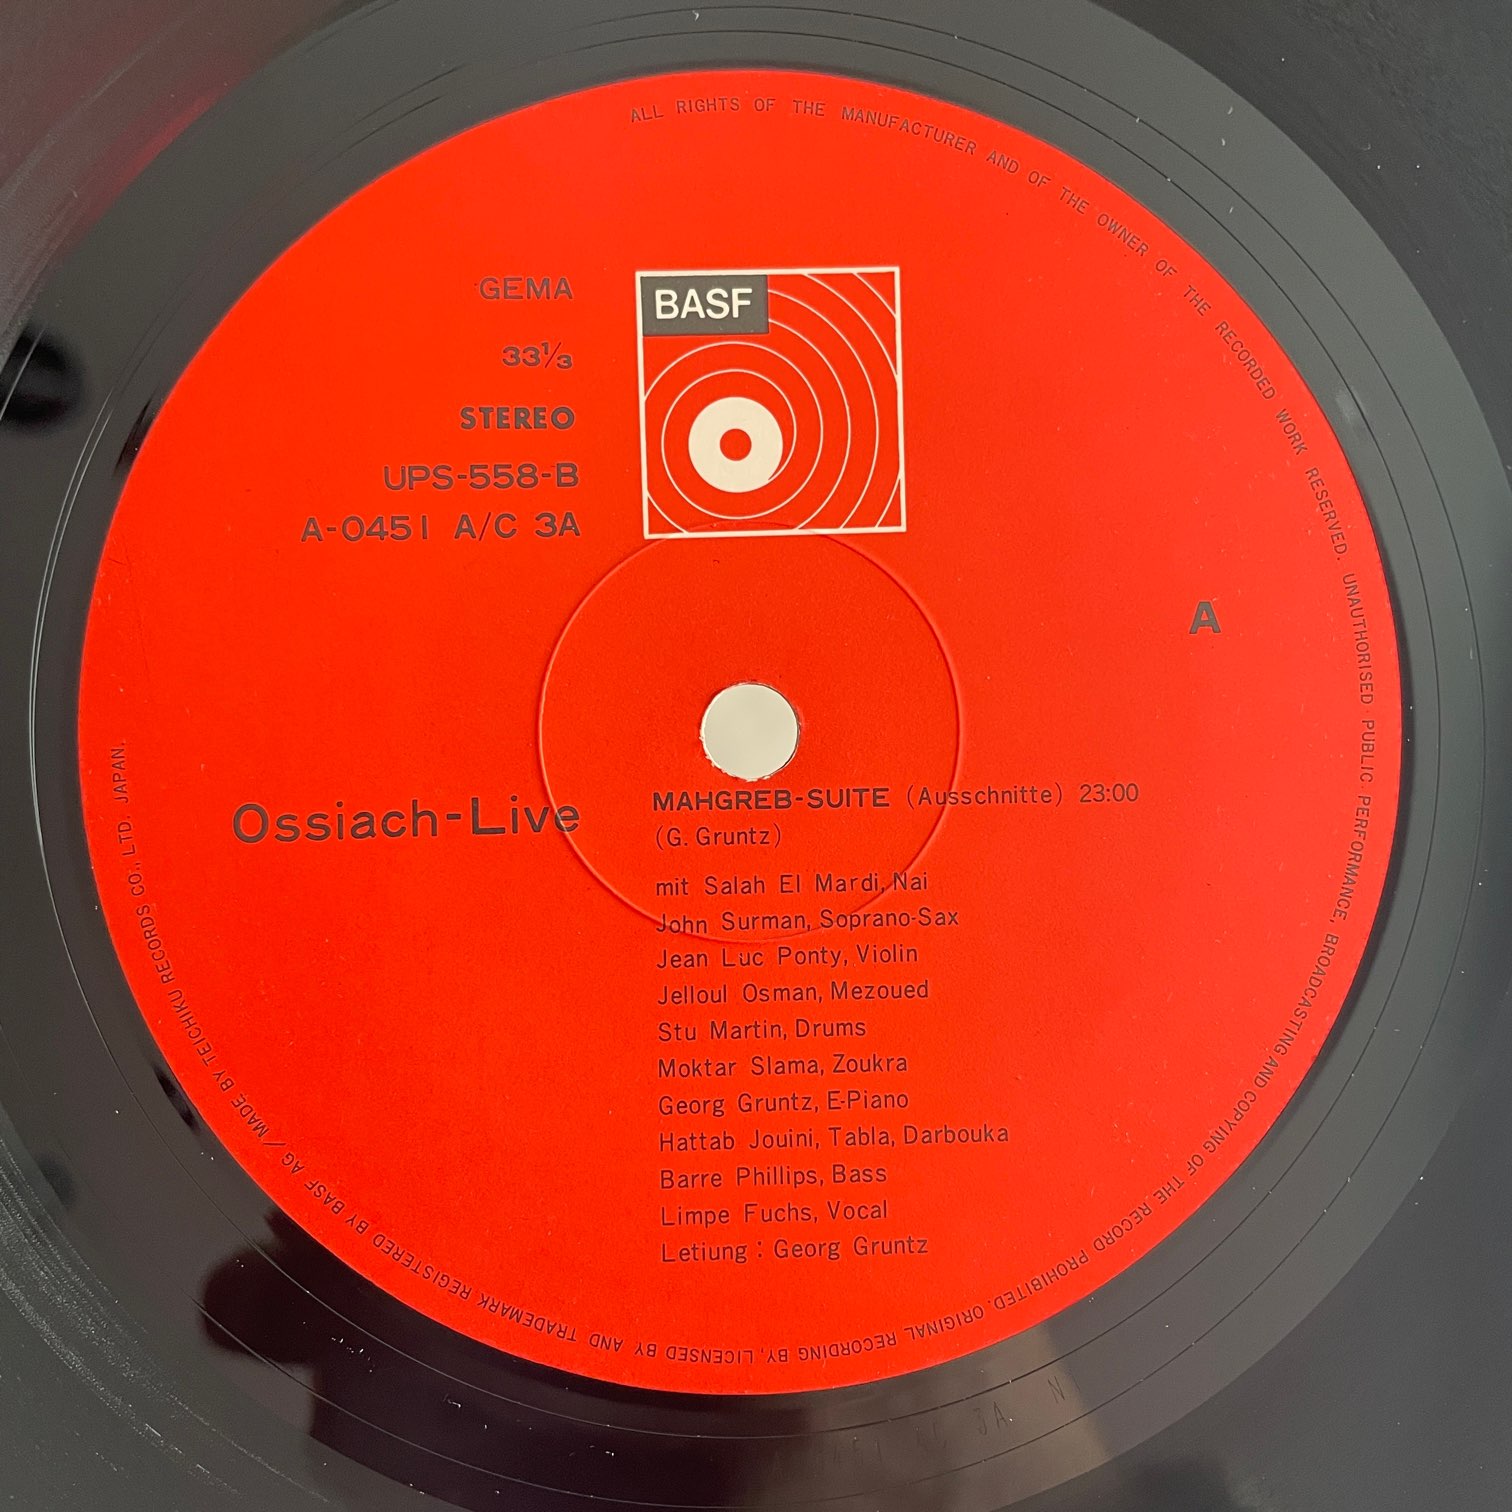 ALL RIGHTS OF THE MANUFACTURER AND OF THE OWNER OF THE RECORDED WORK RESERVED. UNAUTHORISED PUBLIC PERFORMANCE, BROADCASTING AND COPYING OF THE RECORD PROHIBITED. ORIGINAL RECORDING BY, LICENSED BY AND TRADEMARK REGISTERED BY BASF AG / MADE BY TEICHIKU RECORDS CO., LTD. JAPAN.
GEMA
33⅓
STEREO
UPS-558-B
A-0451 A/C 3A
BASF
A
Ossiach-Live
MAHGREB-SUITE (Ausschnitte) 23:00
(G. Gruntz)
mit Salah El Mardi, Nai
John Surman, Soprano-Sax
Jean Luc Ponty, Violin
Jelloul Osman, Mezoued
Stu Martin, Drums
Moktar Slama, Zoukra
Georg Gruntz, E-Piano
Hattab Jouini, Tabla, Darbouka
Barre Phillips, Bass
Limpe Fuchs, Vocal
Letiung : Georg Gruntz